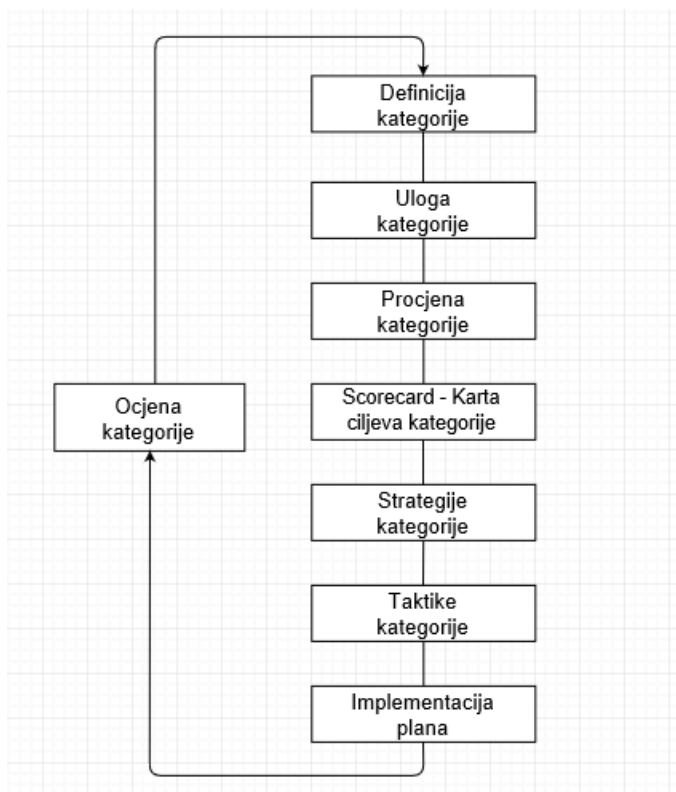 Definicija
kategorije
Uloga
kategorije
Procjena
kategorije
Scorecard - Karta
ciljeva kategorije
Ocjena
kategorije
Strategije
kategorije
Taktike
kategorije
Implementacija
plana